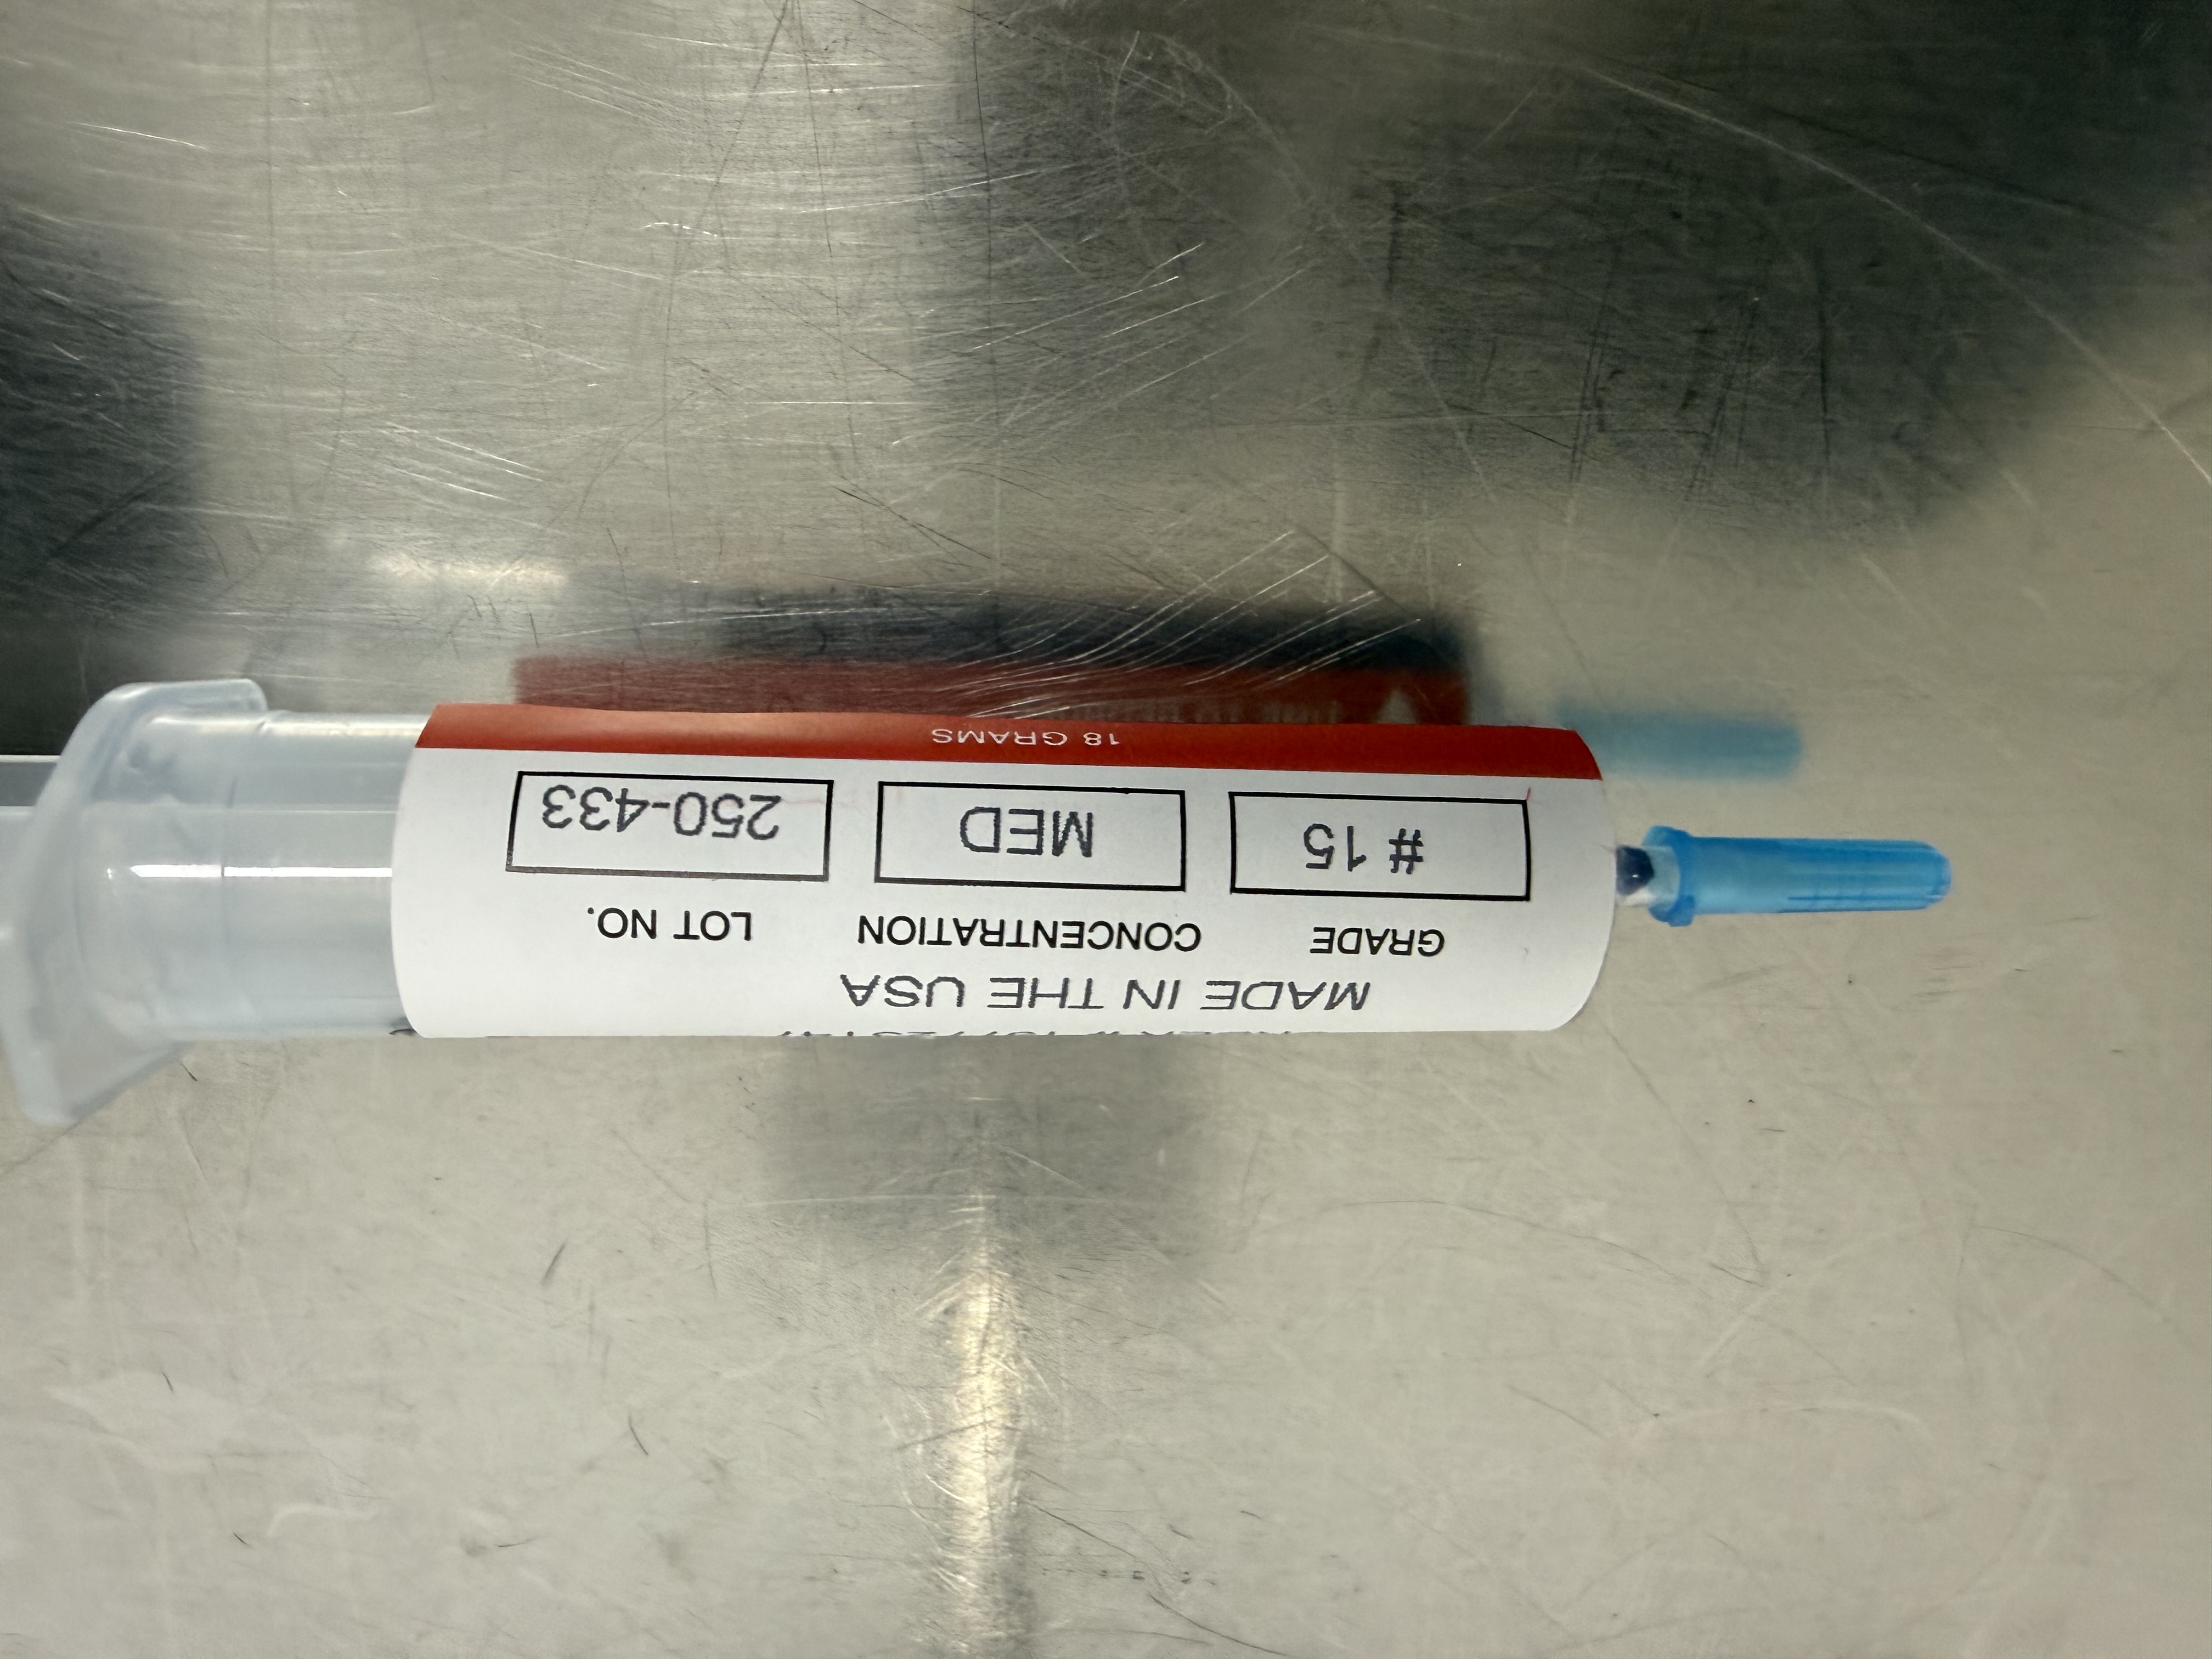 MADE IN THE USA
GRADE CONCENTRATION LOT NO.
# 15 MED 250-433
18 GRAMS